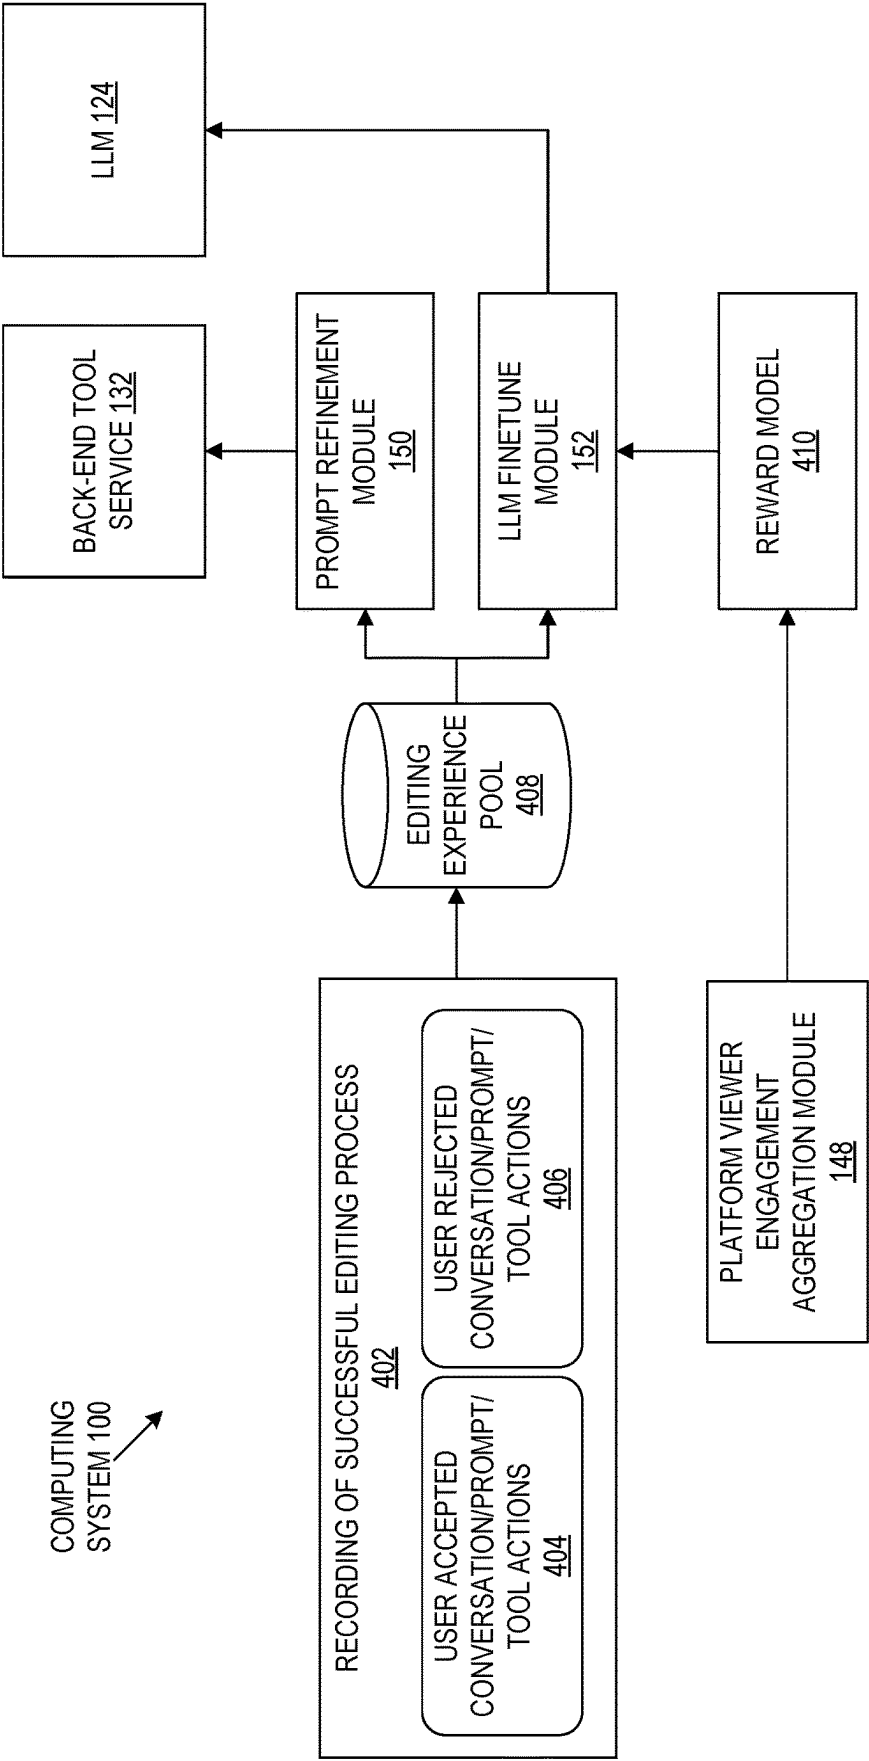 COMPUTING
SYSTEM 100
RECORDING OF SUCCESSFUL EDITING PROCESS
402
USER ACCEPTED
CONVERSATION/PROMPT/
TOOL ACTIONS
404
USER REJECTED
CONVERSATION/PROMPT/
TOOL ACTIONS
406
EDITING
EXPERIENCE
POOL
408
BACK-END TOOL
SERVICE 132
LLM 124
PROMPT REFINEMENT
MODULE
150
LLM FINETUNE
MODULE
152
PLATFORM VIEWER
ENGAGEMENT
AGGREGATION MODULE
148
REWARD MODEL
410